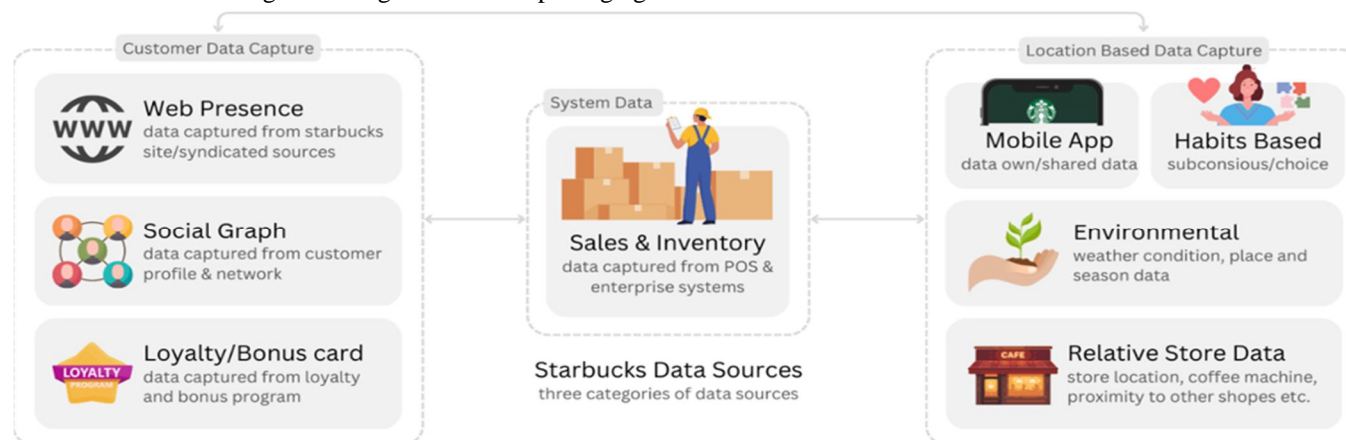 Customer Data Capture
WWW
Web Presence
data captured from starbucks
site/syndicated sources
Social Graph
data captured from customer
profile & network
LOYALTY
PROGRAM
Loyalty/Bonus card
data captured from loyalty
and bonus program
System Data
Sales & Inventory
data captured from POS &
enterprise systems
Starbucks Data Sources
three categories of data sources
Location Based Data Capture
Mobile App
data own/shared data
Habits Based
subconsious/choice
Environmental
weather condition, place and
season data
CAFE
Relative Store Data
store location, coffee machine,
proximity to other shopes etc.